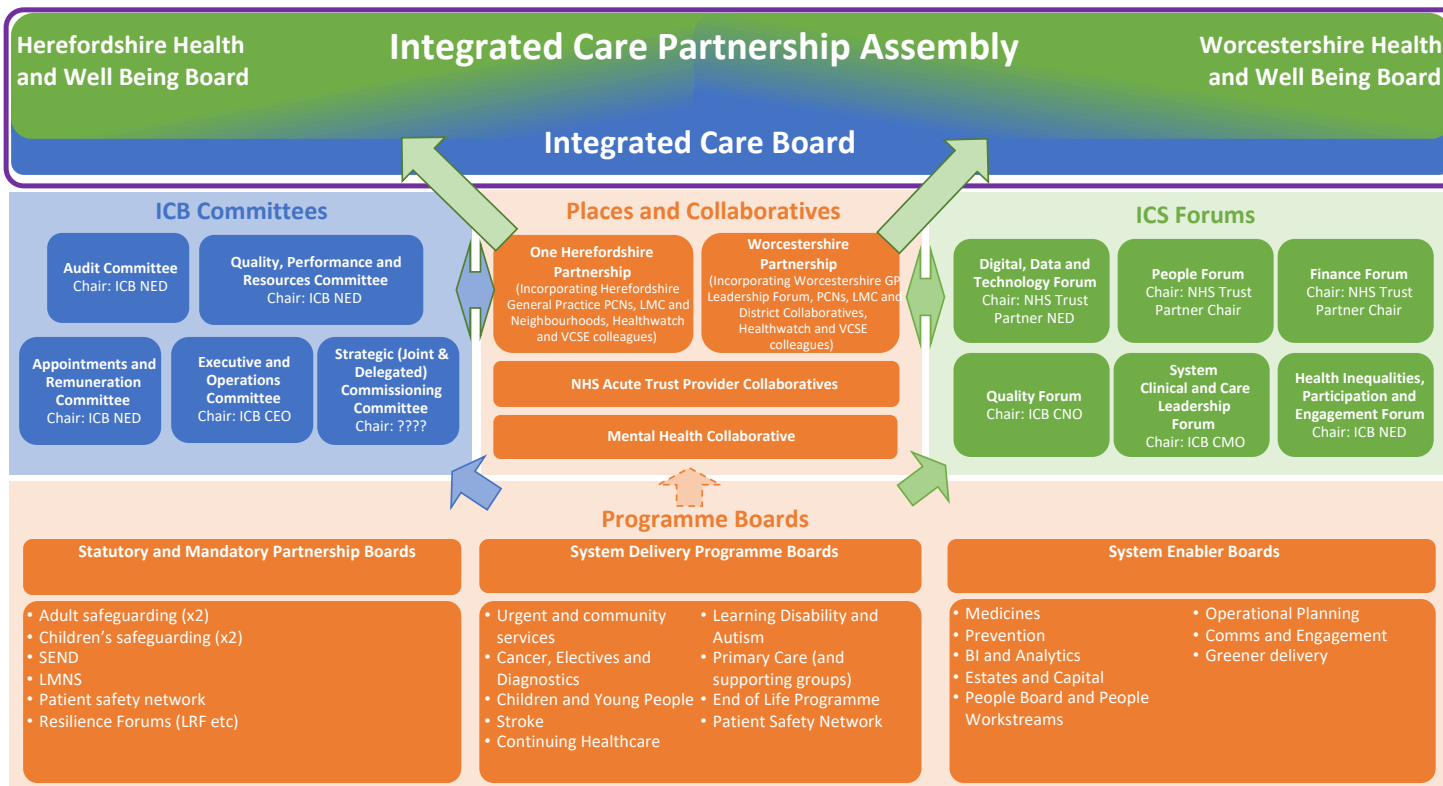 Herefordshire Health
and Well Being Board
Integrated Care Partnership Assembly
Worcestershire Health
and Well Being Board
Integrated Care Board
ICB Committees
Audit Committee
Chair: ICB NED
Quality, Performance and
Resources Committee
Chair: ICB NED
Appointments and
Remuneration
Committee
Chair: ICB NED
Executive and
Operations
Committee
Chair: ICB CEO
Strategic (Joint &
Delegated)
Commissioning
Committee
Chair: ????
Places and Collaboratives
One Herefordshire
Partnership
(Incorporating Herefordshire
General Practice PCNs, LMC and
Neighbourhoods, Healthwatch
and VCSE colleagues)
Worcestershire
Partnership
(Incorporating Worcestershire GP
Leadership Forum, PCNs, LMC and
District Collaboratives,
Healthwatch and VCSE
colleagues)
NHS Acute Trust Provider Collaboratives
Mental Health Collaborative
ICS Forums
Digital, Data and
Technology Forum
Chair: NHS Trust
Partner NED
People Forum
Chair: NHS Trust
Partner Chair
Finance Forum
Chair: NHS Trust
Partner Chair
Quality Forum
Chair: ICB CNO
System
Clinical and Care
Leadership
Forum
Chair: ICB CMO
Health Inequalities,
Participation and
Engagement Forum
Chair: ICB NED
Programme Boards
Statutory and Mandatory Partnership Boards
• Adult safeguarding (x2)
• Children’s safeguarding (x2)
• SEND
• LMNS
• Patient safety network
• Resilience Forums (LRF etc)
System Delivery Programme Boards
• Urgent and community
services
• Cancer, Electives and
Diagnostics
• Children and Young People
• Stroke
• Continuing Healthcare
• Learning Disability and
Autism
• Primary Care (and
supporting groups)
• End of Life Programme
• Patient Safety Network
System Enabler Boards
• Medicines
• Prevention
• BI and Analytics
• Estates and Capital
• People Board and People
Workstreams
• Operational Planning
• Comms and Engagement
• Greener delivery